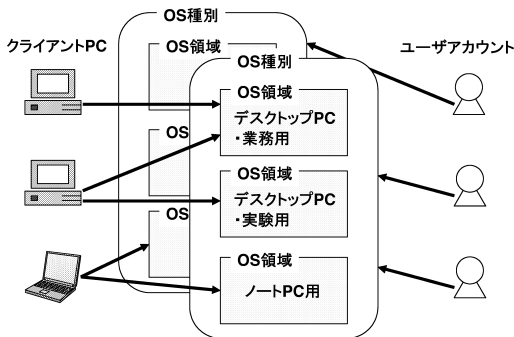 OS種別
クライアントPC
OS領域
ユーザアカウント
OS種別
OS領域
デスクトップPC
・業務用
OS
OS領域
デスクトップPC
・実験用
OS
OS領域
ノートPC用